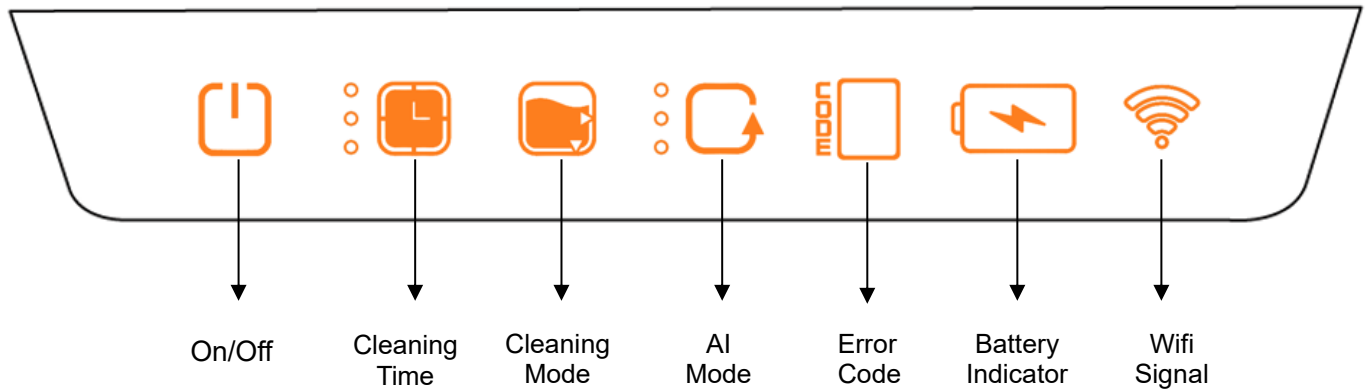 CODE
On/Off
Cleaning
Time
Cleaning
Mode
AI
Mode
Error
Code
Battery
Indicator
Wifi
Signal